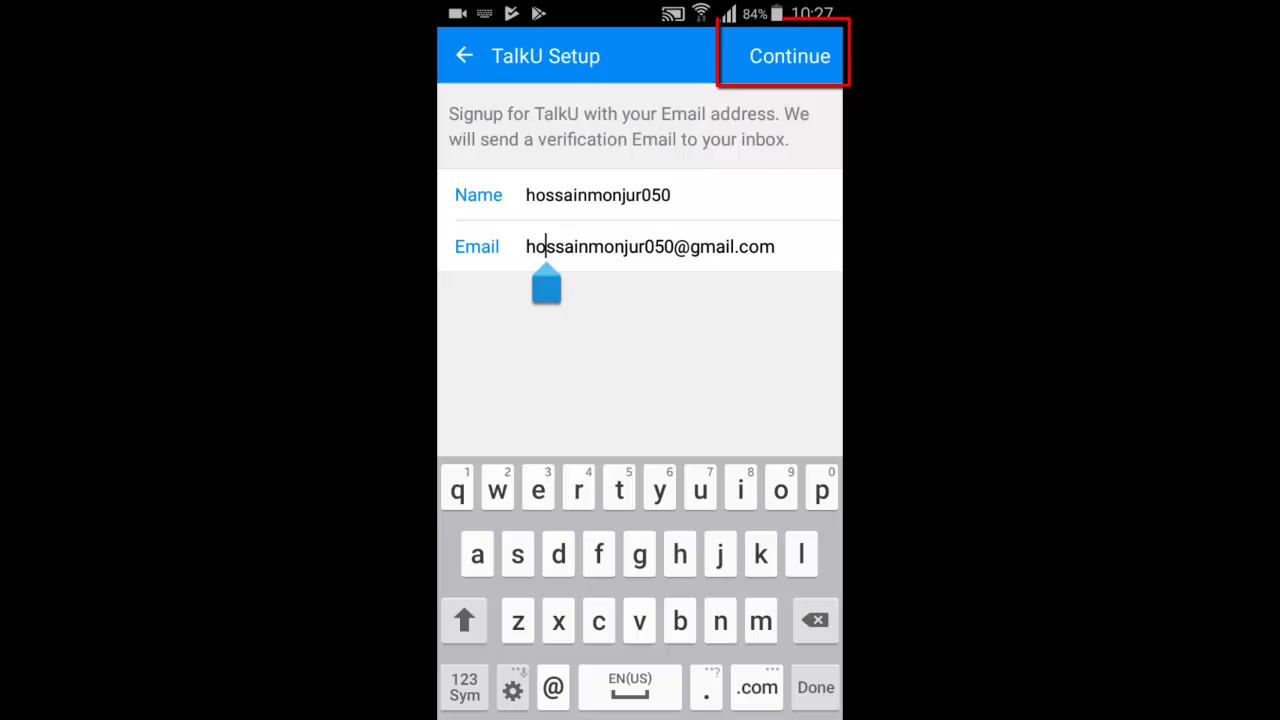 84% 10:27
TalkU Setup Continue
Signup for TalkU with your Email address. We
will send a verification Email to your inbox.
Name hossainmonjur050
Email hossainmonjur050@gmail.com
1 2 3 4 5 6 7 8 9 0
q w e r t y u i o p
a s d f g h j k l
z x c v b n m
123 Sym @ EN(US) . .com Done